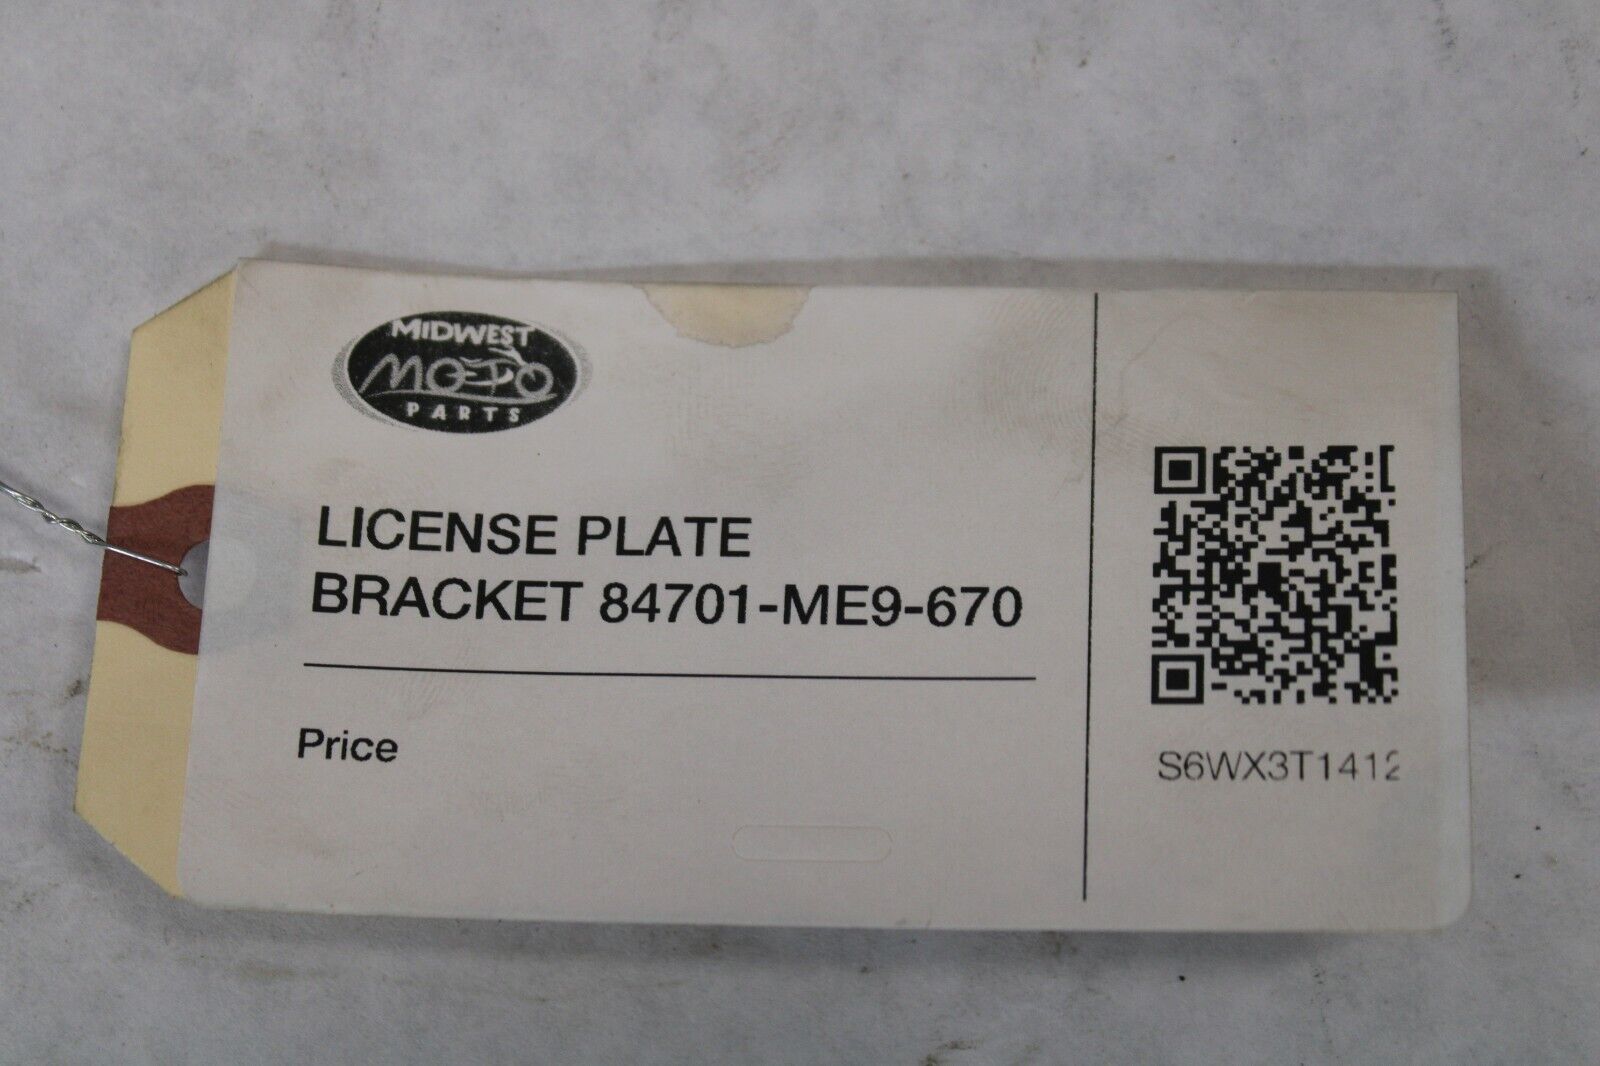 MIDWEST
MOTO
PARTS
LICENSE PLATE
BRACKET 84701-ME9-670
Price
S6WX3T1412